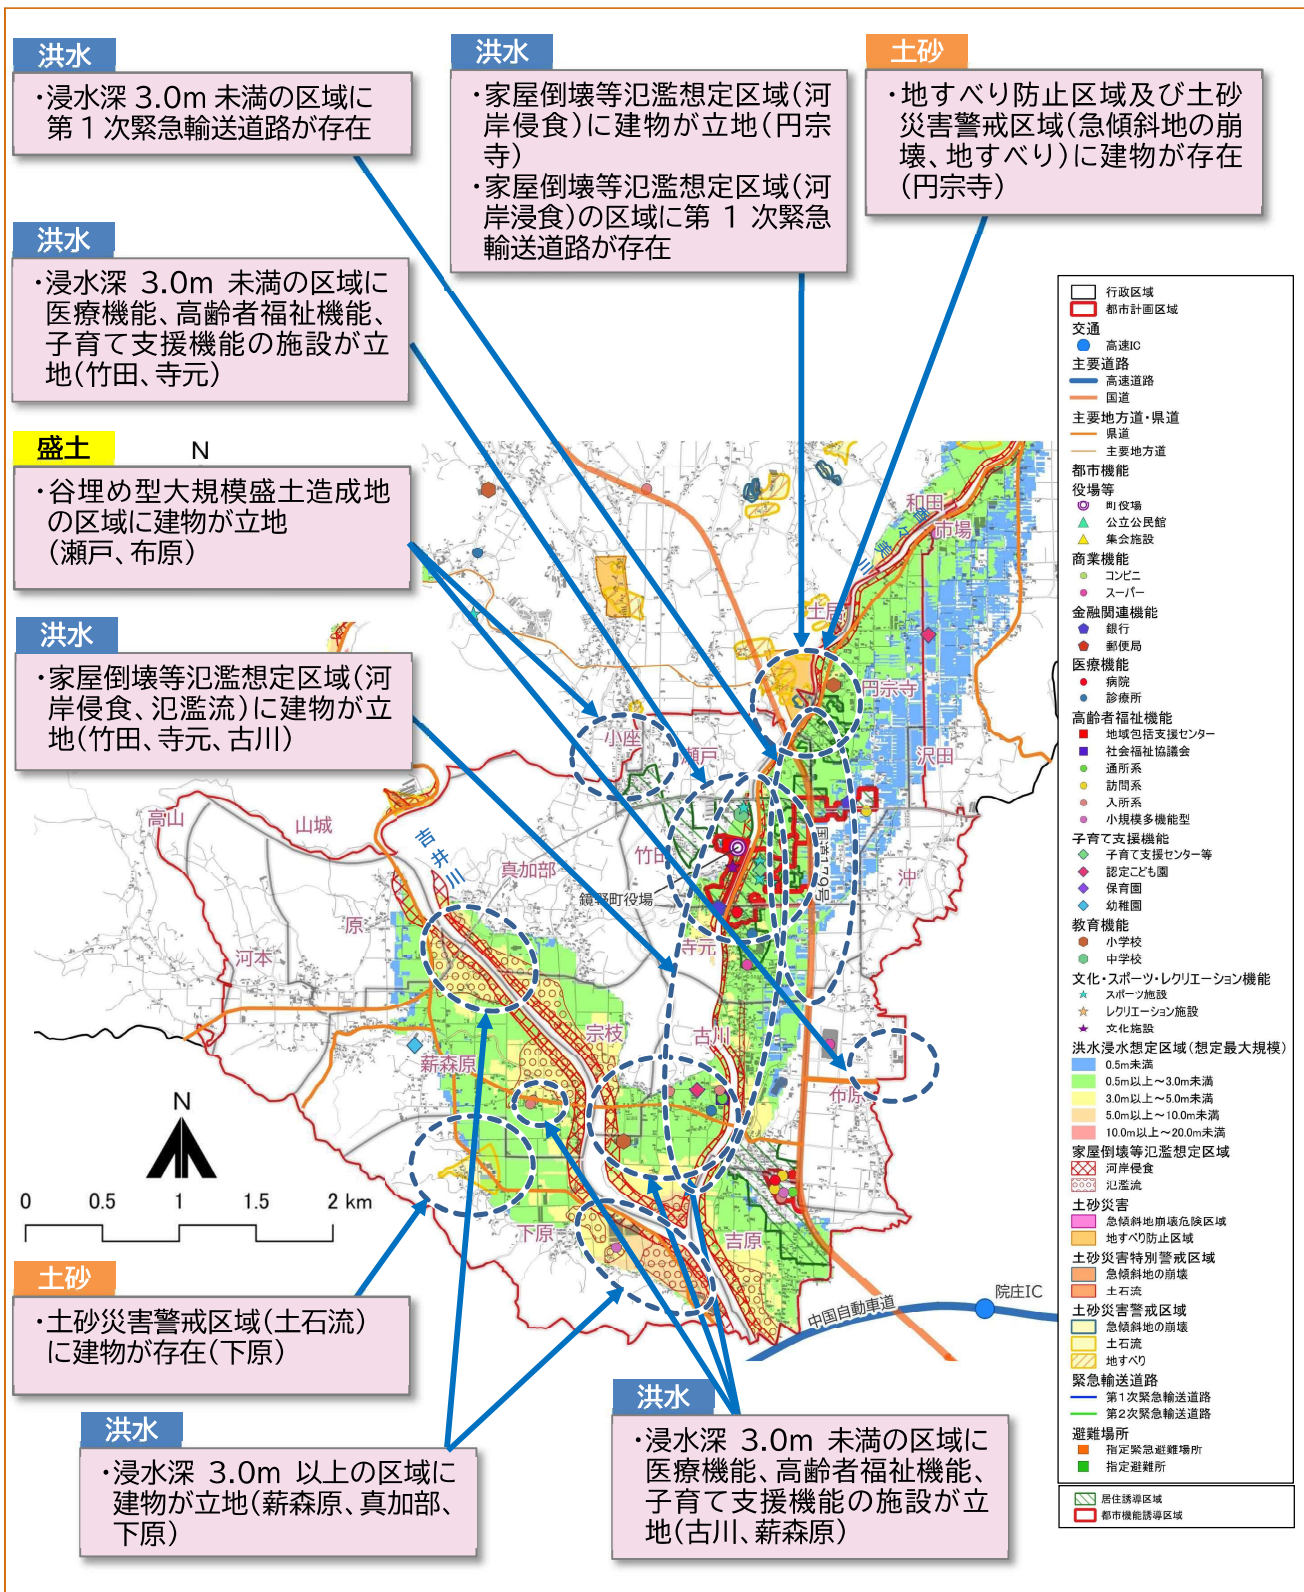 洪水
・浸水深 3.0m 未満の区域に
第1次緊急輸送道路が存在
洪水
・家屋倒壊等氾濫想定区域(河
岸侵食)に建物が立地(円宗
寺)
・家屋倒壊等氾濫想定区域(河
岸浸食)の区域に第 1 次緊急
輸送道路が存在
土砂
・地すべり防止区域及び土砂
災害警戒区域(急傾斜地の崩
壊、地すべり)に建物が存在
(円宗寺)
洪水
・浸水深 3.0m 未満の区域に
医療機能、高齢者福祉機能、
子育て支援機能の施設が立
地(竹田、寺元)
盛土
・谷埋め型大規模盛土造成地
の区域に建物が立地
(瀬戸、布原)
洪水
・家屋倒壊等氾濫想定区域(河
岸侵食、氾濫流)に建物が立
地(竹田、寺元、古川)
N
和田
市場
土居
円宗寺
小座
瀬戸
沢田
高山
山城
吉井川
真加部
竹田
国道179号
沖
鏡野町役場
原
寺元
河本
宗枝
古川
薪森原
布原
下原
吉原
中国自動車道
院庄IC
N
0 0.5 1 1.5 2 km
土砂
・土砂災害警戒区域(土石流)
に建物が存在(下原)
洪水
・浸水深 3.0m 以上の区域に
建物が立地(薪森原、真加部、
下原)
洪水
・浸水深 3.0m 未満の区域に
医療機能、高齢者福祉機能、
子育て支援機能の施設が立
地(古川、薪森原)
行政区域
都市計画区域
交通
高速IC
主要道路
高速道路
国道
主要地方道・県道
県道
主要地方道
都市機能
役場等
町役場
公立公民館
集会施設
商業機能
コンビニ
スーパー
金融関連機能
銀行
郵便局
医療機能
病院
診療所
高齢者福祉機能
地域包括支援センター
社会福祉協議会
通所系
訪問系
入所系
小規模多機能型
子育て支援機能
子育て支援センター等
認定こども園
保育園
幼稚園
教育機能
小学校
中学校
文化・スポーツ・レクリエーション機能
スポーツ施設
レクリエーション施設
文化施設
洪水浸水想定区域(想定最大規模)
0.5m未満
0.5m以上～3.0m未満
3.0m以上～5.0m未満
5.0m以上～10.0m未満
10.0m以上～20.0m未満
家屋倒壊等氾濫想定区域
河岸侵食
氾濫流
土砂災害
急傾斜地崩壊危険区域
地すべり防止区域
土砂災害特別警戒区域
急傾斜地の崩壊
土石流
土砂災害警戒区域
急傾斜地の崩壊
土石流
地すべり
緊急輸送道路
第1次緊急輸送道路
第2次緊急輸送道路
避難場所
指定緊急避難場所
指定避難所
居住誘導区域
都市機能誘導区域